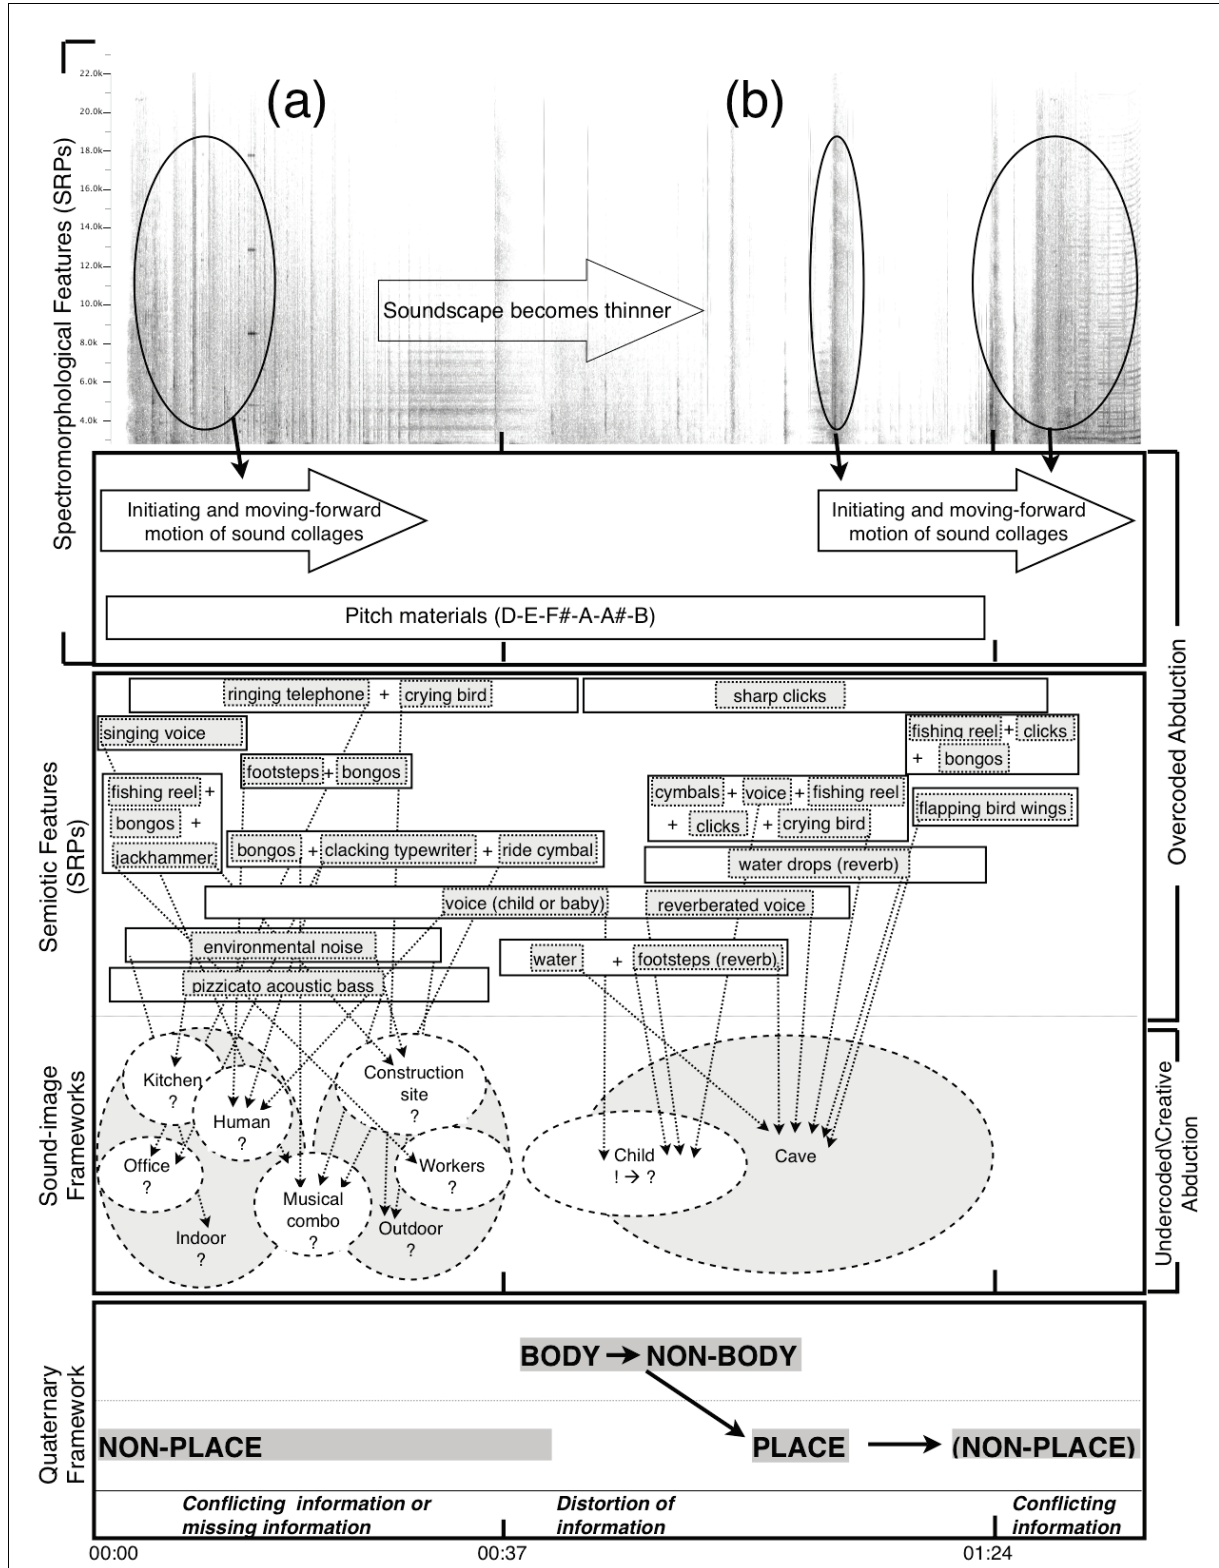 22.0k
20.0k
18.0k
16.0k
14.0k
12.0k
10.0k
8.0k
6.0k
4.0k
Spectromorphological Features (SRPs)
(a)
(b)
Soundscape becomes thinner
Initiating and moving-forward
motion of sound collages
Initiating and moving-forward
motion of sound collages
Pitch materials (D-E-F#-A-A#-B)
Overcoded Abduction
Semiotic Features
(SRPs)
ringing telephone + crying bird
sharp clicks
singing voice
fishing reel + clicks
+ bongos
footsteps + bongos
fishing reel +
bongos +
jackhammer
cymbals + voice + fishing reel
+ clicks + crying bird
flapping bird wings
bongos + clacking typewriter + ride cymbal
water drops (reverb)
voice (child or baby)
reverberated voice
environmental noise
water + footsteps (reverb)
pizzicato acoustic bass
Sound-image
Frameworks
Undercoded\Creative
Abduction
Kitchen
?
Human
?
Office
?
Indoor
?
Musical
combo
?
Construction
site
?
Workers
?
Outdoor
?
Child
! → ?
Cave
Quaternary
Framework
BODY → NON-BODY
NON-PLACE
PLACE → (NON-PLACE)
Conflicting information or
missing information
Distortion of
information
Conflicting
information
00:00
00:37
01:24